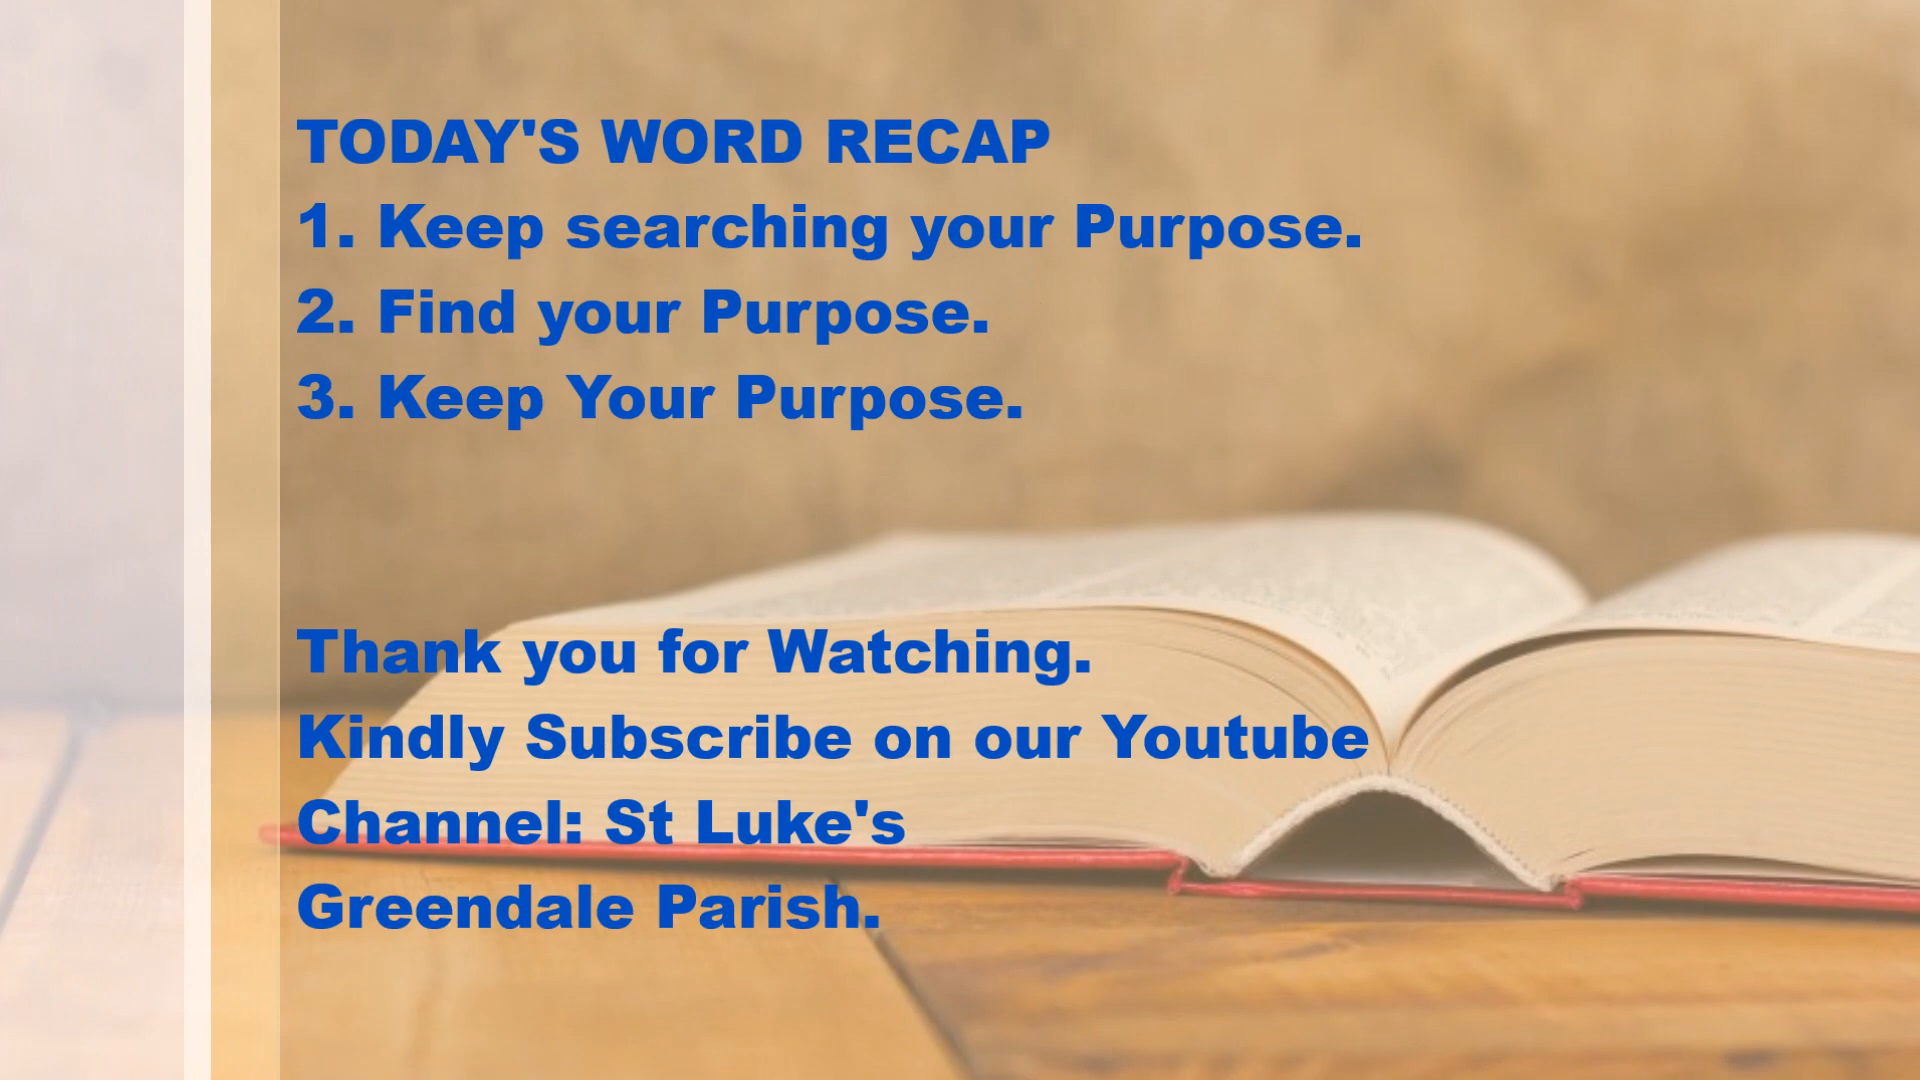 TODAY'S WORD RECAP
1. Keep searching your Purpose.
2. Find your Purpose.
3. Keep Your Purpose.
Thank you for Watching.
Kindly Subscribe on our Youtube
Channel: St Luke's
Greendale Parish.